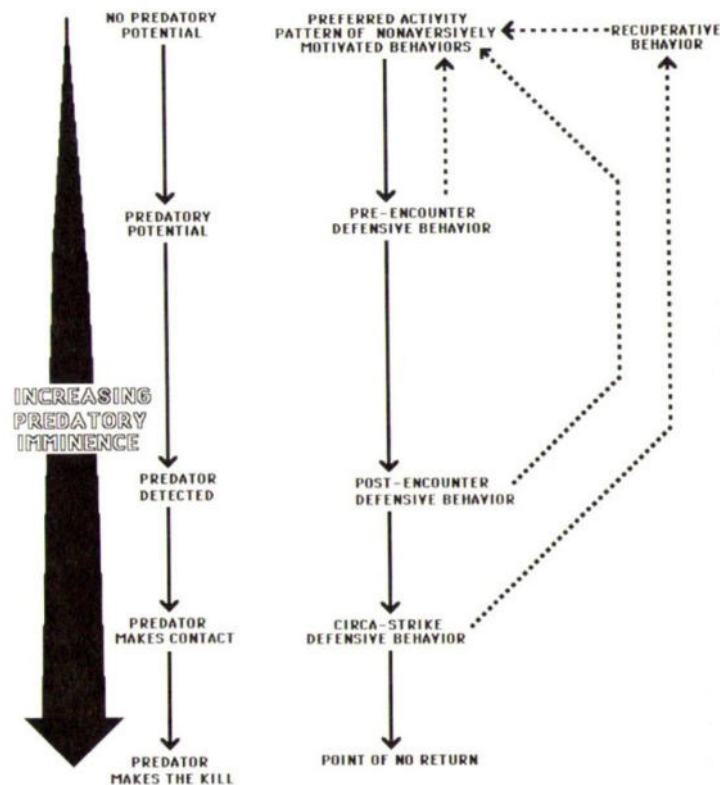 NO PREDATORY
POTENTIAL
PREFERRED ACTIVITY
PATTERN OF NONAVERSIVELY
MOTIVATED BEHAVIORS
RECUPERATIVE
BEHAVIOR
PREDATORY
POTENTIAL
PRE-ENCOUNTER
DEFENSIVE BEHAVIOR
INCREASING
PREDATORY
IMMINENCE
PREDATOR
DETECTED
POST-ENCOUNTER
DEFENSIVE BEHAVIOR
PREDATOR
MAKES CONTACT
CIRCA-STRIKE
DEFENSIVE BEHAVIOR
PREDATOR
MAKES THE KILL
POINT OF NO RETURN